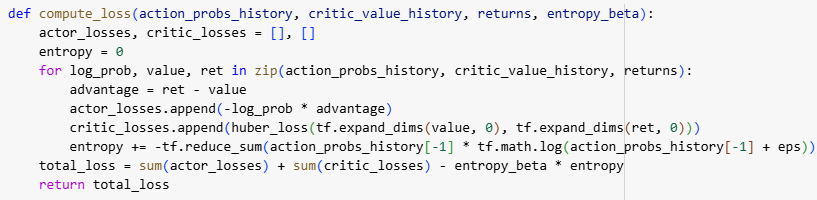 def compute_loss(action_probs_history, critic_value_history, returns, entropy_beta):
    actor_losses, critic_losses = [], []
    entropy = 0
    for log_prob, value, ret in zip(action_probs_history, critic_value_history, returns):
        advantage = ret - value
        actor_losses.append(-log_prob * advantage)
        critic_losses.append(huber_loss(tf.expand_dims(value, 0), tf.expand_dims(ret, 0)))
        entropy += -tf.reduce_sum(action_probs_history[-1] * tf.math.log(action_probs_history[-1] + eps))
    total_loss = sum(actor_losses) + sum(critic_losses) - entropy_beta * entropy
    return total_loss